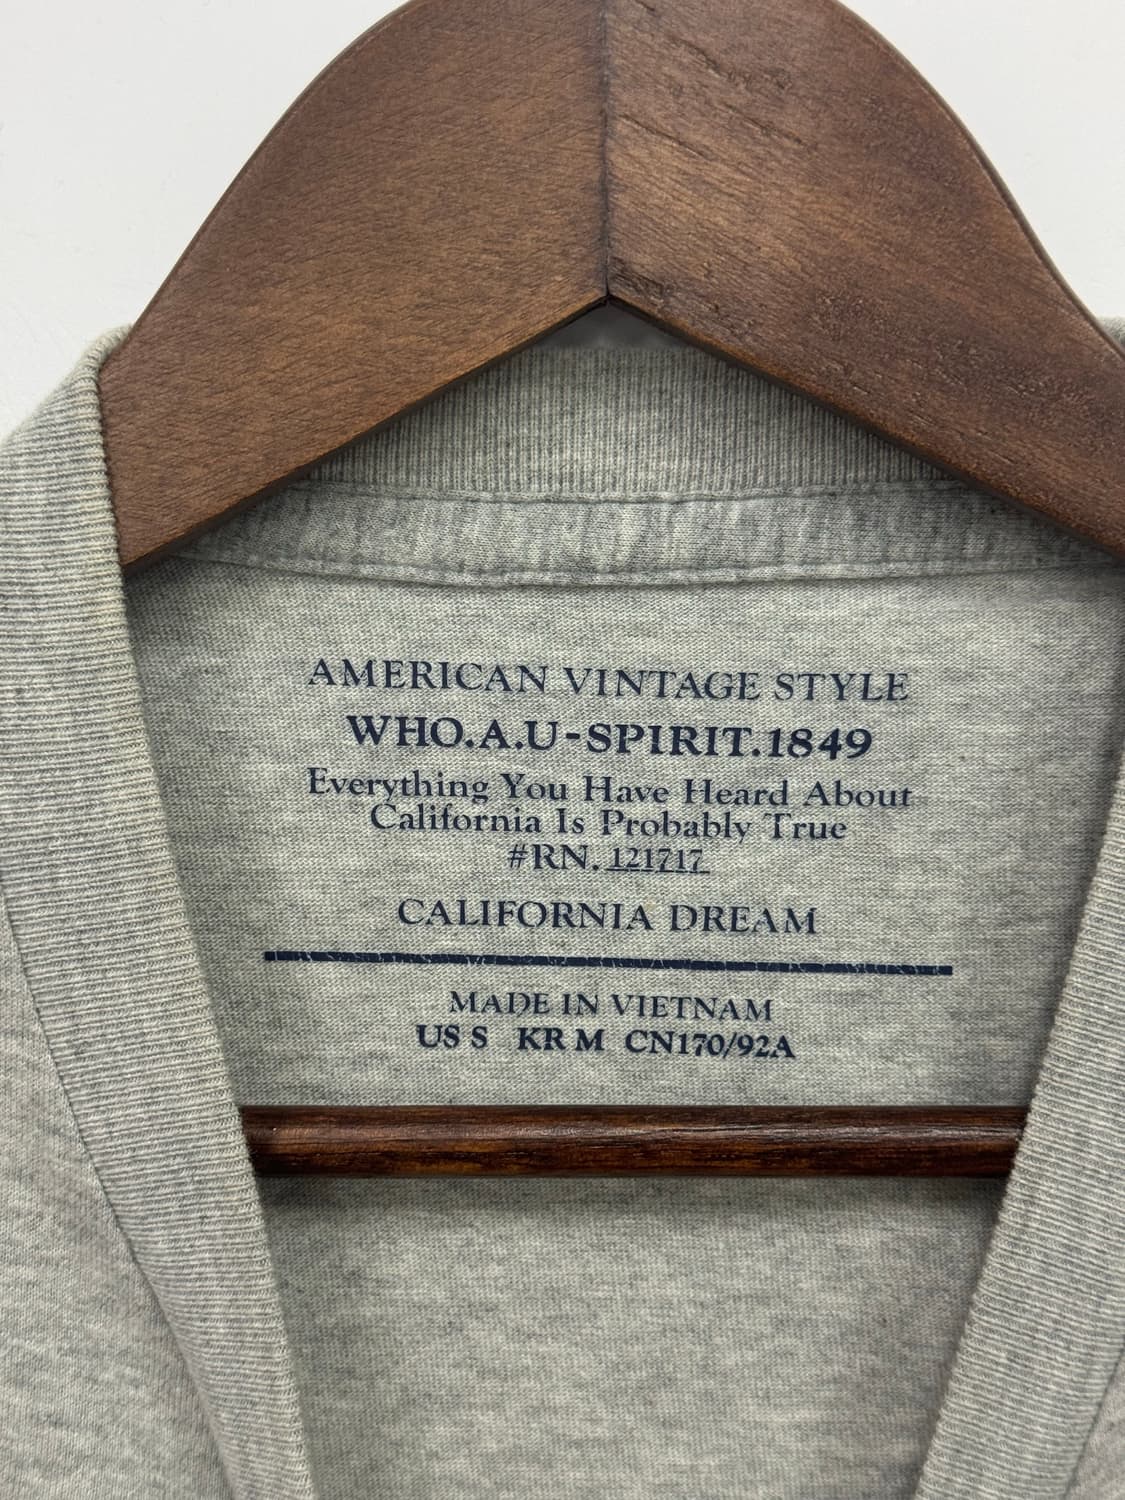 AMERICAN VINTAGE STYLE
WHO.A.U-SPIRIT.1849
Everything You Have Heard About
California Is Probably True
#RN. 121717
CALIFORNIA DREAM
MADE IN VIETNAM
US S KR M CN170/92A